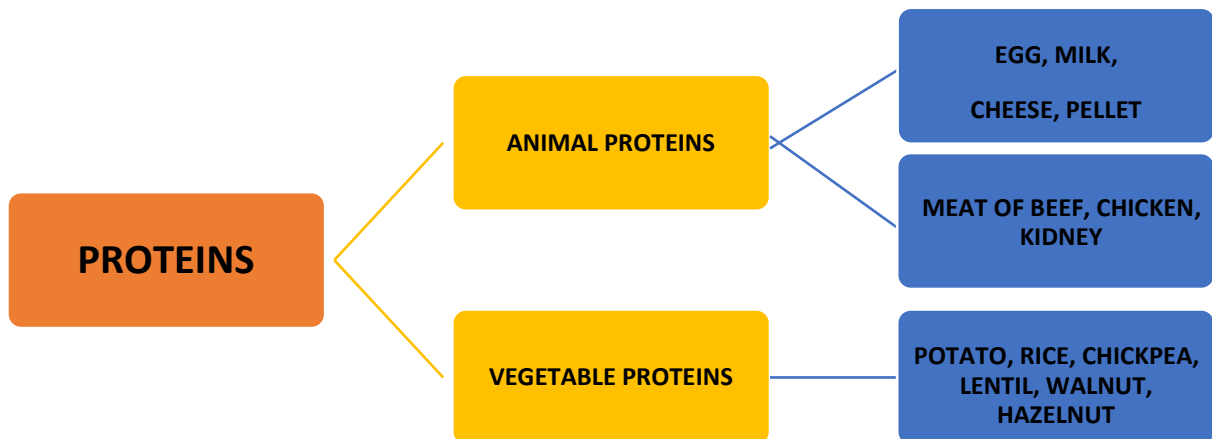 PROTEINS
ANIMAL PROTEINS
EGG, MILK,
CHEESE, PELLET
MEAT OF BEEF, CHICKEN,
KIDNEY
VEGETABLE PROTEINS
POTATO, RICE, CHICKPEA,
LENTIL, WALNUT,
HAZELNUT